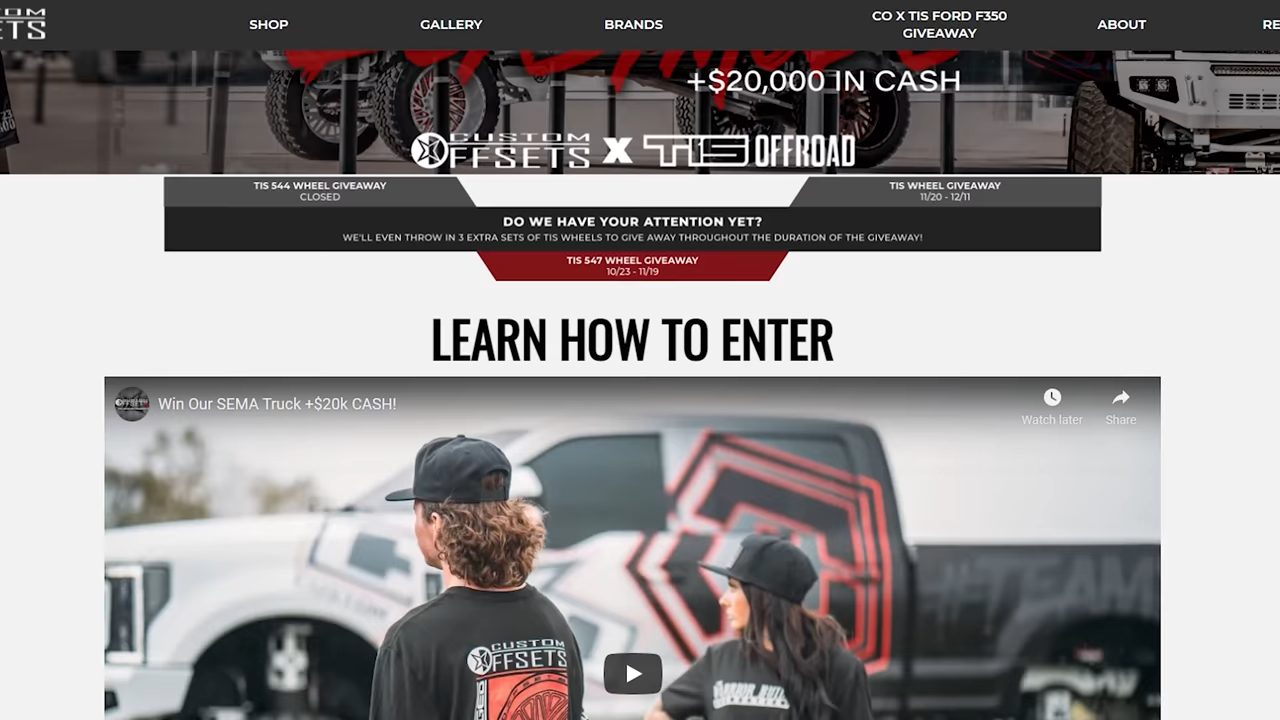 TOM
ETS
SHOP
GALLERY
BRANDS
CO X TIS FORD F350
GIVEAWAY
ABOUT
RE
+$20,000 IN CASH
CUSTOM
OFFSETS X TIS OFFROAD
TIS 544 WHEEL GIVEAWAY
CLOSED
TIS WHEEL GIVEAWAY
11/20 - 12/11
DO WE HAVE YOUR ATTENTION YET?
WE'LL EVEN THROW IN 3 EXTRA SETS OF TIS WHEELS TO GIVE AWAY THROUGHOUT THE DURATION OF THE GIVEAWAY!
TIS 547 WHEEL GIVEAWAY
10/23 - 11/19
LEARN HOW TO ENTER
Win Our SEMA Truck +$20k CASH!
Watch later
Share
#TEAM
CUSTOM
OFFSETS